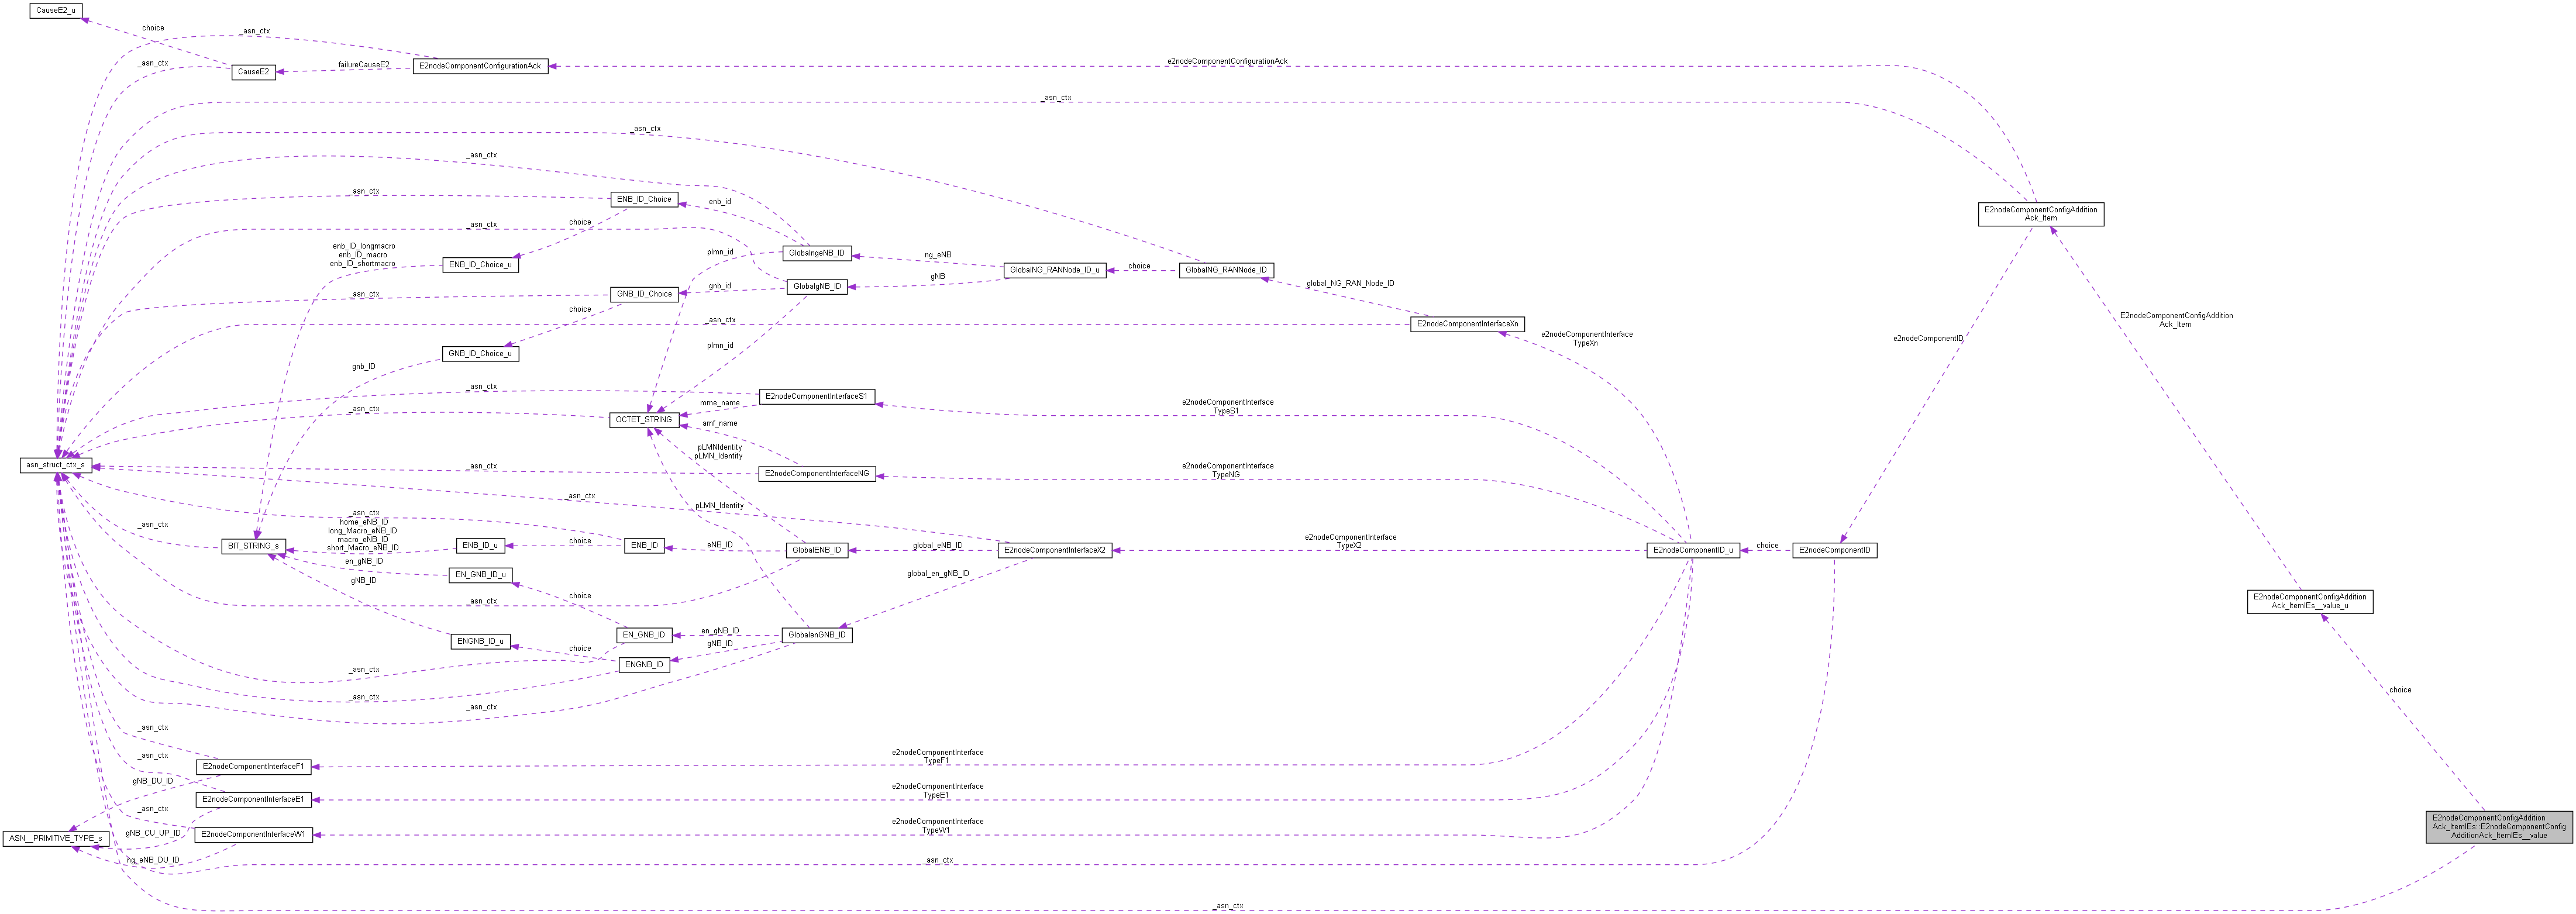 CauseE2_u
choice
_asn_ctx
_asn_ctx
CauseE2
failureCauseE2
E2nodeComponentConfigurationAck
e2nodeComponentConfigurationAck
_asn_ctx
_asn_ctx
_asn_ctx
_asn_ctx
ENB_ID_Choice
enb_id
E2nodeComponentConfigAddition
Ack_Item
choice
_asn_ctx
enb_ID_longmacro
enb_ID_macro
enb_ID_shortmacro
ENB_ID_Choice_u
plmn_id
GlobalngeNB_ID
ng_eNB
GlobalNG_RANNode_ID_u
choice
GlobalNG_RANNode_ID
gNB
GlobalgNB_ID
gnb_id
GNB_ID_Choice
_asn_ctx
global_NG_RAN_Node_ID
choice
_asn_ctx
E2nodeComponentInterfaceXn
E2nodeComponentConfigAddition
Ack_Item
e2nodeComponentInterface
TypeXn
e2nodeComponentID
plmn_id
GNB_ID_Choice_u
gnb_ID
_asn_ctx
E2nodeComponentInterfaceS1
mme_name
e2nodeComponentInterface
TypeS1
_asn_ctx
OCTET_STRING
amf_name
pLMNIdentity
pLMN_Identity
asn_struct_ctx_s
_asn_ctx
E2nodeComponentInterfaceNG
e2nodeComponentInterface
TypeNG
_asn_ctx
pLMN_Identity
_asn_ctx
_asn_ctx
home_eNB_ID
long_Macro_eNB_ID
macro_eNB_ID
short_Macro_eNB_ID
BIT_STRING_s
ENB_ID_u
choice
ENB_ID
eNB_ID
GlobalENB_ID
global_eNB_ID
E2nodeComponentInterfaceX2
e2nodeComponentInterface
TypeX2
E2nodeComponentID_u
choice
E2nodeComponentID
en_gNB_ID
EN_GNB_ID_u
gNB_ID
global_en_gNB_ID
choice
_asn_ctx
E2nodeComponentConfigAddition
Ack_ItemIEs__value_u
ENGNB_ID_u
EN_GNB_ID
en_gNB_ID
GlobalenGNB_ID
gNB_ID
choice
ENGNB_ID
_asn_ctx
_asn_ctx
_asn_ctx
choice
_asn_ctx
_asn_ctx
E2nodeComponentInterfaceF1
e2nodeComponentInterface
TypeF1
gNB_DU_ID
E2nodeComponentInterfaceE1
e2nodeComponentInterface
TypeE1
_asn_ctx
gNB_CU_UP_ID
E2nodeComponentInterfaceW1
e2nodeComponentInterface
TypeW1
ASN__PRIMITIVE_TYPE_s
ng_eNB_DU_ID
_asn_ctx
E2nodeComponentConfigAddition
Ack_ItemIEs::E2nodeComponentConfig
AdditionAck_ItemIEs__value
_asn_ctx